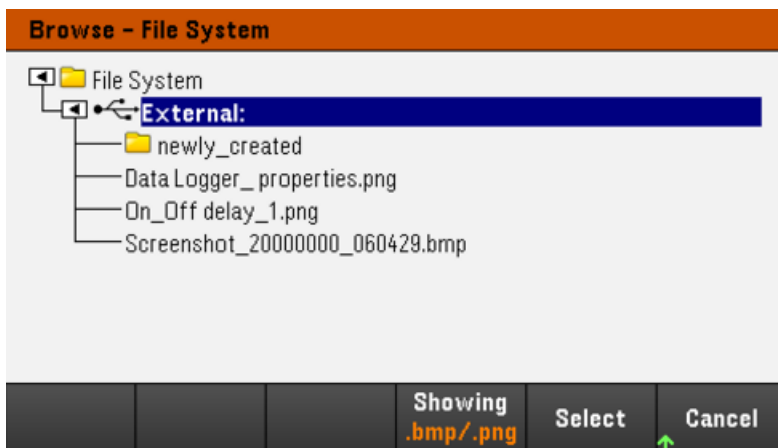 Browse - File System
File System
External:
newly_created
Data Logger_ properties.png
On_Off delay_1.png
Screenshot_20000000_060429.bmp
Showing
.bmp/.png
Select
Cancel